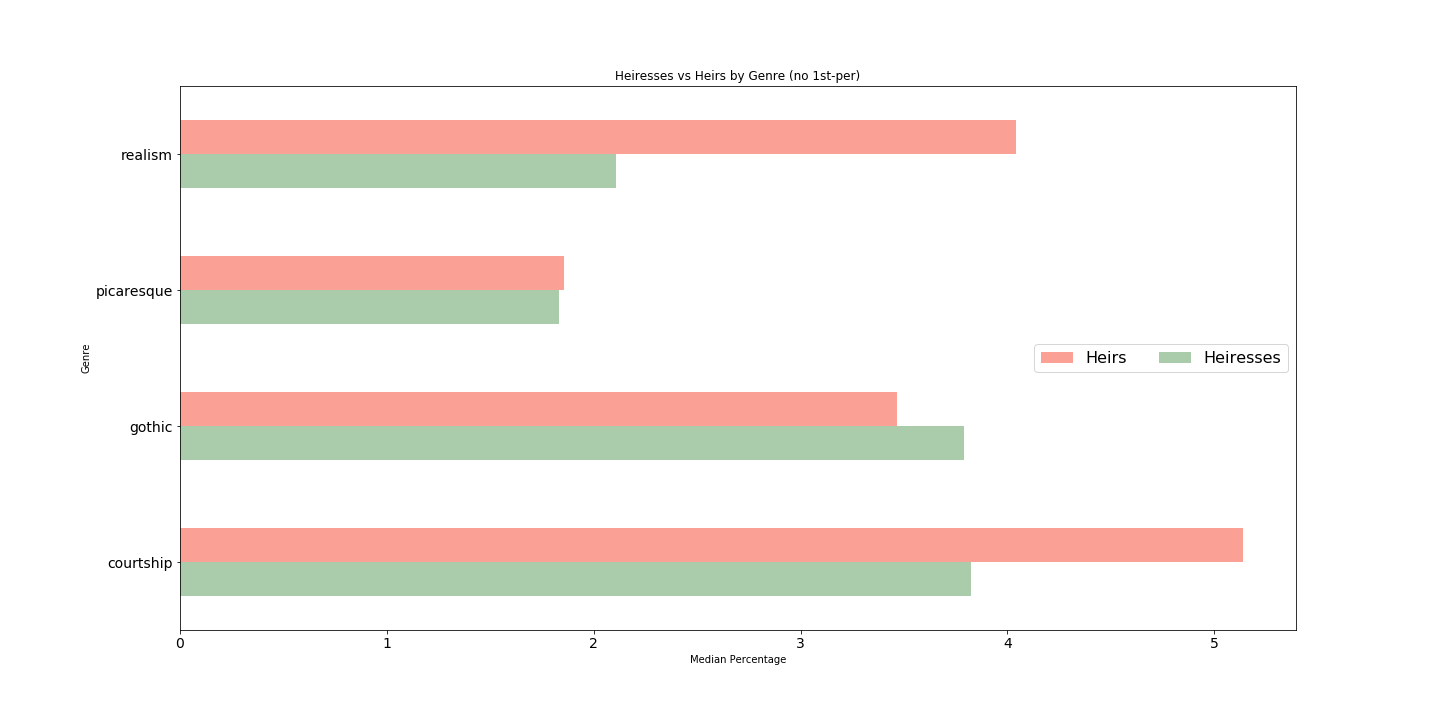 Heiresses vs Heirs by Genre (no 1st-per)
realism
picaresque
Genre
Heirs Heiresses
gothic
courtship
0 1 2 3 4 5
Median Percentage